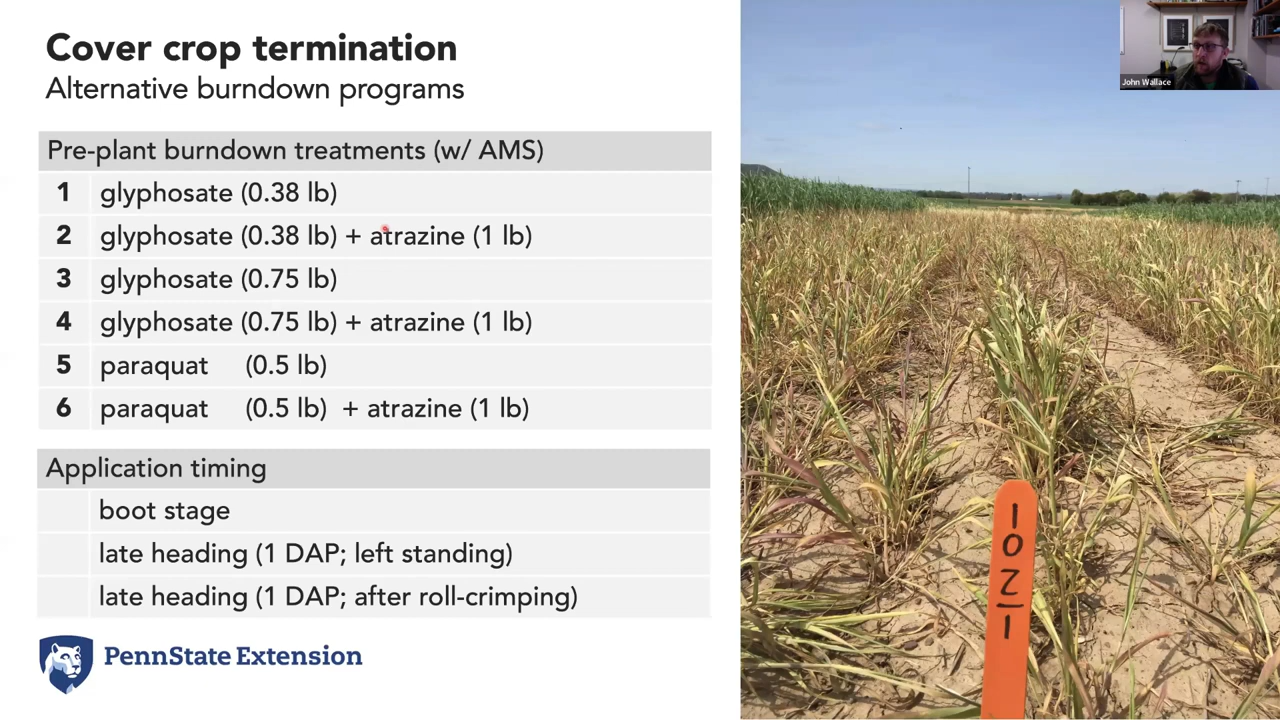 Cover crop termination
Alternative burndown programs
Pre-plant burndown treatments (w/ AMS)
1 glyphosate (0.38 lb)
2 glyphosate (0.38 lb) + atrazine (1 lb)
3 glyphosate (0.75 lb)
4 glyphosate (0.75 lb) + atrazine (1 lb)
5 paraquat (0.5 lb)
6 paraquat (0.5 lb) + atrazine (1 lb)
Application timing
boot stage
late heading (1 DAP; left standing)
late heading (1 DAP; after roll-crimping)
PennState Extension
John Wallace
102-1